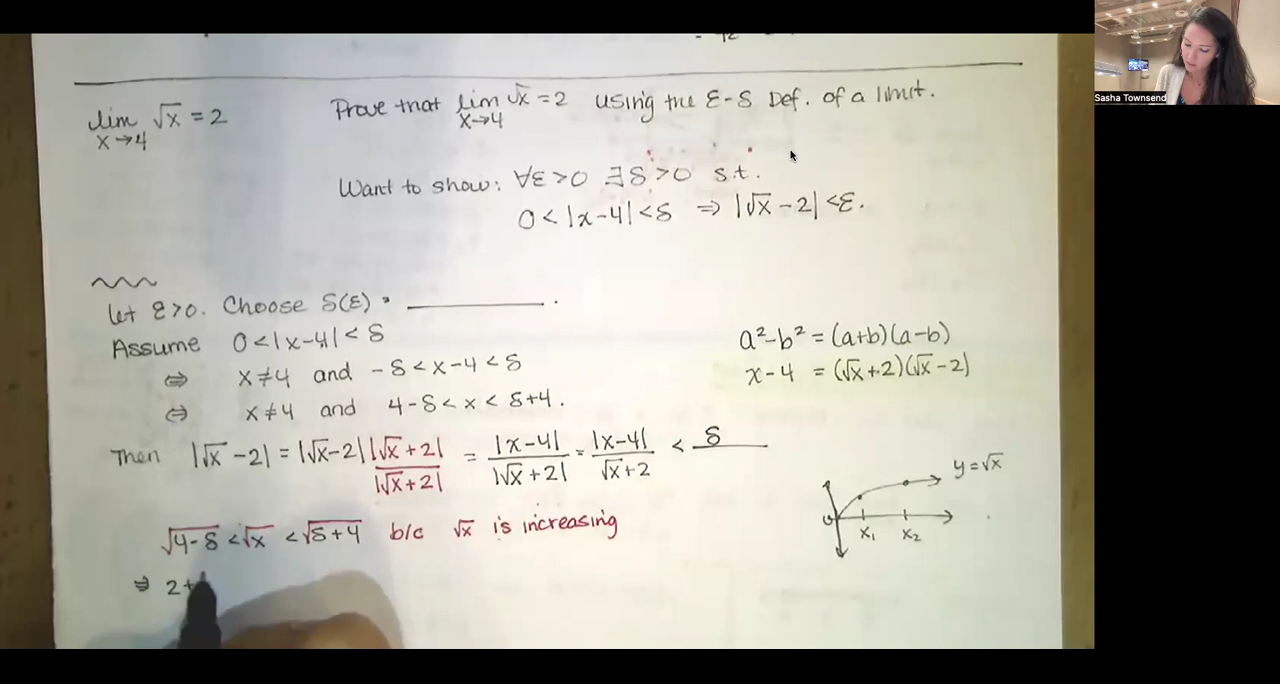 lim √x = 2
x→4
Prove that lim √x = 2 using the ε-δ Def. of a limit.
x→4
Want to show: ∀ε>0 ∃δ>0 s.t.
0 < |x-4| < δ ⇒ |√x - 2| < ε.
Let ε>0. Choose δ(ε) = ________.
Assume 0<|x-4|< δ
⇔ x≠4 and -δ < x-4 < δ
⇔ x≠4 and 4-δ < x < δ+4.
a²-b² = (a+b)(a-b)
x-4 = (√x+2)(√x-2)
Then |√x - 2| = |√x-2| |√x+2| / |√x+2| = |x-4| / |√x+2| = |x-4| / √x+2 < δ
y=√x
x₁ x₂
√4-δ < √x < √δ+4 b/c √x is increasing
⇒ 2+
Sasha Townsend